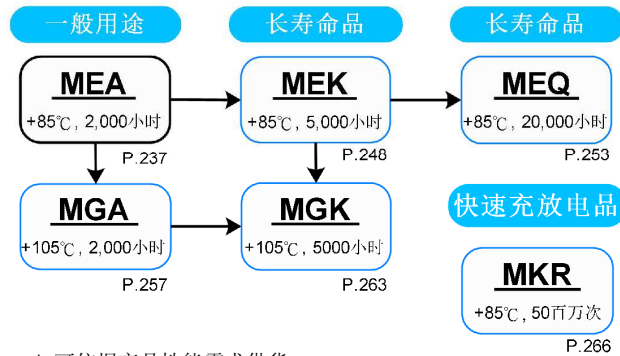 一般用途
长寿命品
长寿命品
MEA
+85℃, 2,000小时
P.237
MEK
+85℃, 5,000小时
P.248
MEQ
+85℃, 20,000小时
P.253
MGA
+105℃, 2,000小时
P.257
MGK
+105℃, 5000小时
P.263
快速充放电品
MKR
+85℃, 50百万次
P.266